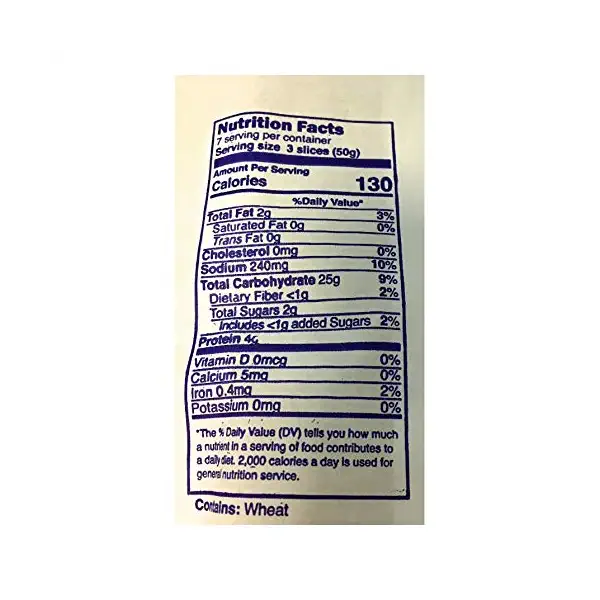 Nutrition Facts
7 serving per container
Serving size 3 slices (50g)
Amount Per Serving
Calories 130
%Daily Value*
Total Fat 2g 3%
Saturated Fat 0g 0%
Trans Fat 0g
Cholesterol 0mg 0%
Sodium 240mg 10%
Total Carbohydrate 25g 9%
Dietary Fiber <1g 2%
Total Sugars 2g
Includes <1g added Sugars 2%
Protein 4g
Vitamin D 0mcg 0%
Calcium 5mg 0%
Iron 0.4mg 2%
Potassium 0mg 0%
*The % Daily Value (DV) tells you how much
a nutrient in a serving of food contributes to
a daily diet. 2,000 calories a day is used for
general nutrition service.
Contains: Wheat